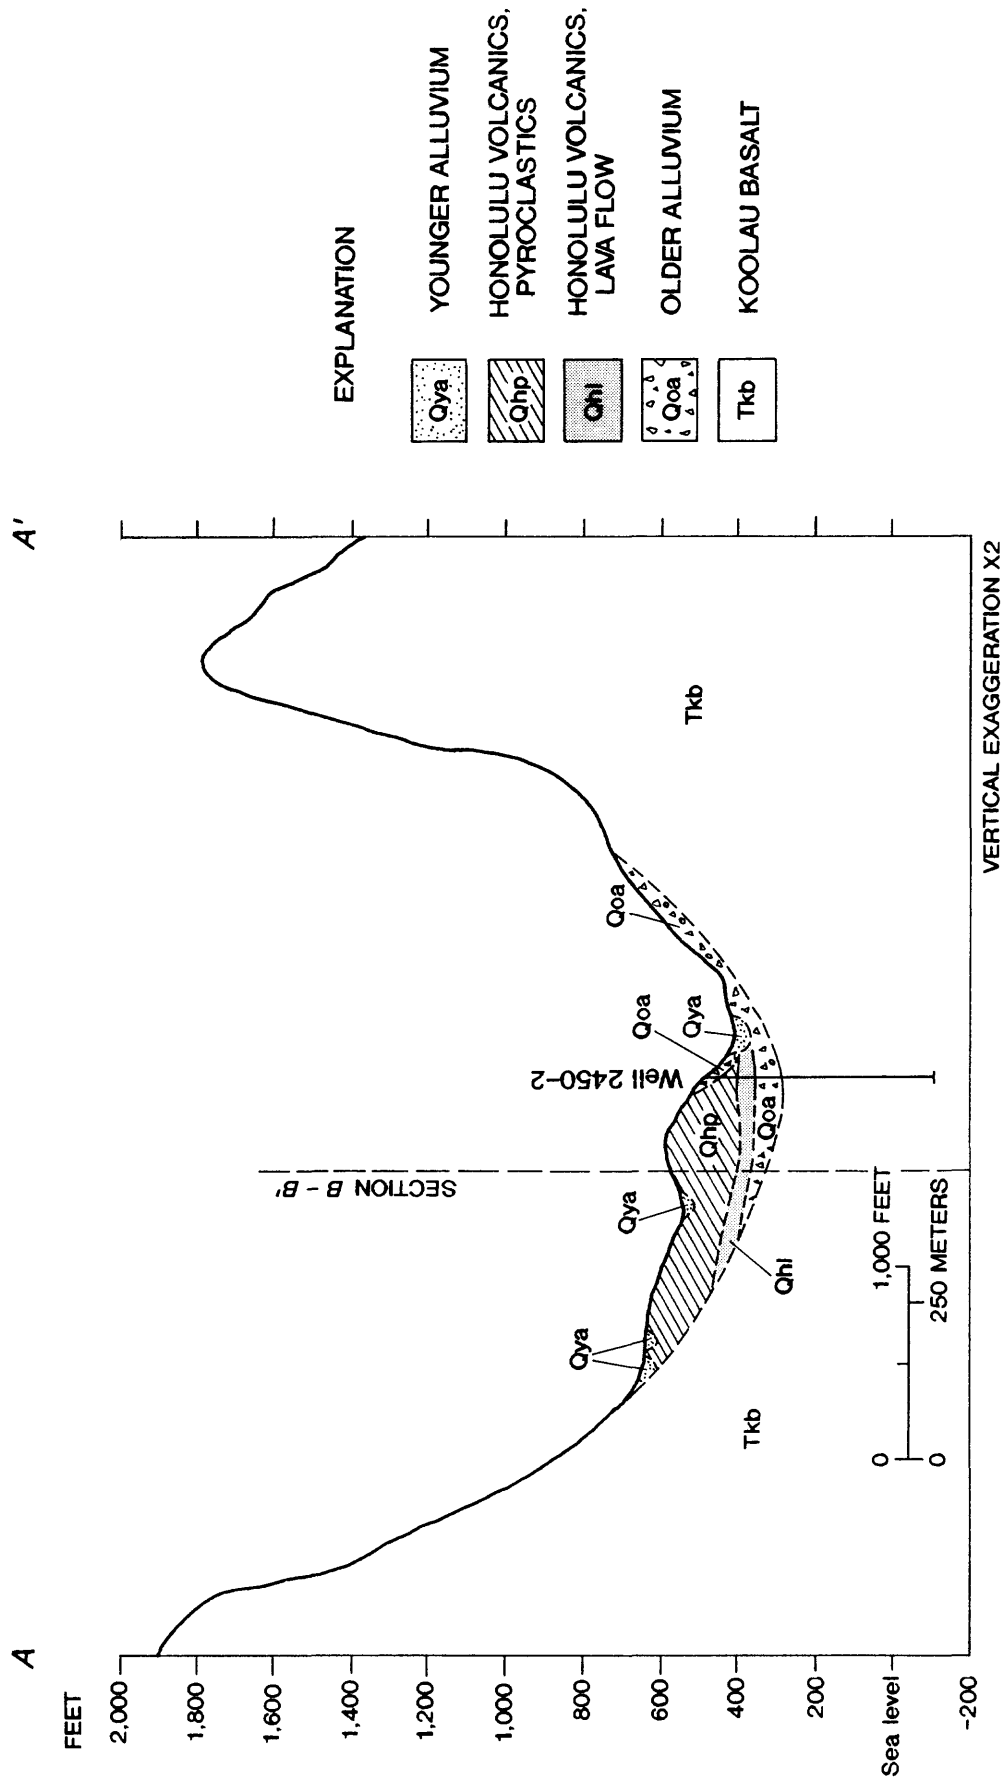 A
A'
FEET
2,000
1,800
1,600
1,400
1,200
1,000
800
600
400
200
Sea level
-200
SECTION B - B'
Well 2450-2
Qya
Qya
Qhp
Qoa
Qya
Qoa
Qoa
Qhl
Tkb
Tkb
0 1,000 FEET
0 250 METERS
VERTICAL EXAGGERATION X2
EXPLANATION
Qya YOUNGER ALLUVIUM
Qhp HONOLULU VOLCANICS,
PYROCLASTICS
Qhl HONOLULU VOLCANICS,
LAVA FLOW
Qoa OLDER ALLUVIUM
Tkb KOOLAU BASALT